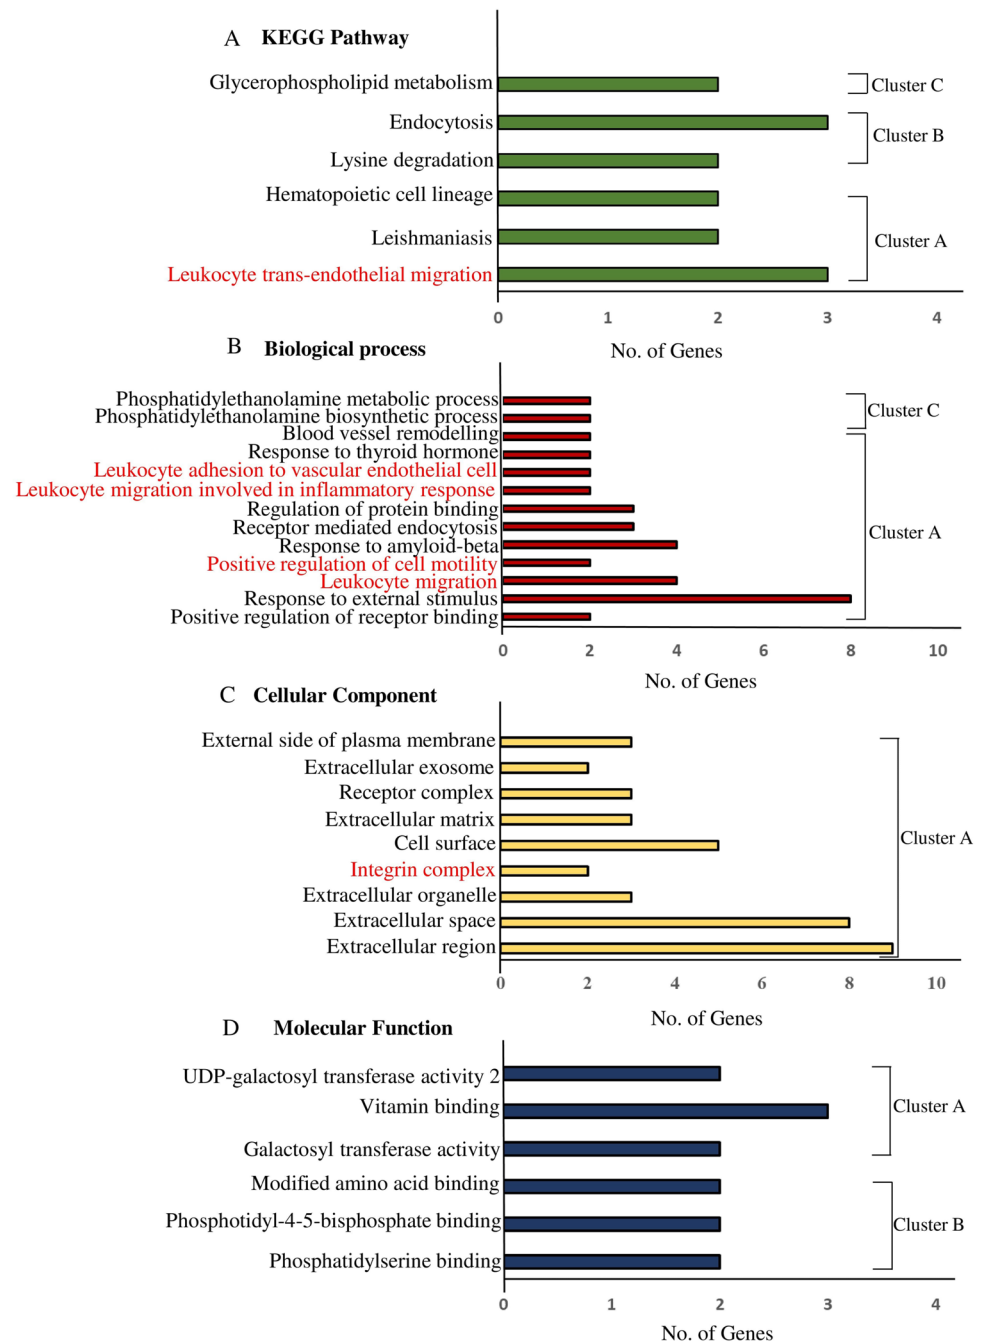 A KEGG Pathway
Glycerophospholipid metabolism
Cluster C
Endocytosis
Cluster B
Lysine degradation
Hematopoietic cell lineage
Leishmaniasis
Cluster A
Leukocyte trans-endothelial migration
0 1 2 3 4
No. of Genes
B Biological process
Phosphatidylethanolamine metabolic process
Phosphatidylethanolamine biosynthetic process
Cluster C
Blood vessel remodelling
Response to thyroid hormone
Leukocyte adhesion to vascular endothelial cell
Leukocyte migration involved in inflammatory response
Regulation of protein binding
Receptor mediated endocytosis
Cluster A
Response to amyloid-beta
Positive regulation of cell motility
Leukocyte migration
Response to external stimulus
Positive regulation of receptor binding
0 2 4 6 8 10
No. of Genes
C Cellular Component
External side of plasma membrane
Extracellular exosome
Receptor complex
Extracellular matrix
Cell surface
Cluster A
Integrin complex
Extracellular organelle
Extracellular space
Extracellular region
0 2 4 6 8 10
No. of Genes
D Molecular Function
UDP-galactosyl transferase activity 2
Vitamin binding
Cluster A
Galactosyl transferase activity
Modified amino acid binding
Phosphotidyl-4-5-bisphosphate binding
Cluster B
Phosphatidylserine binding
0 1 2 3 4
No. of Genes